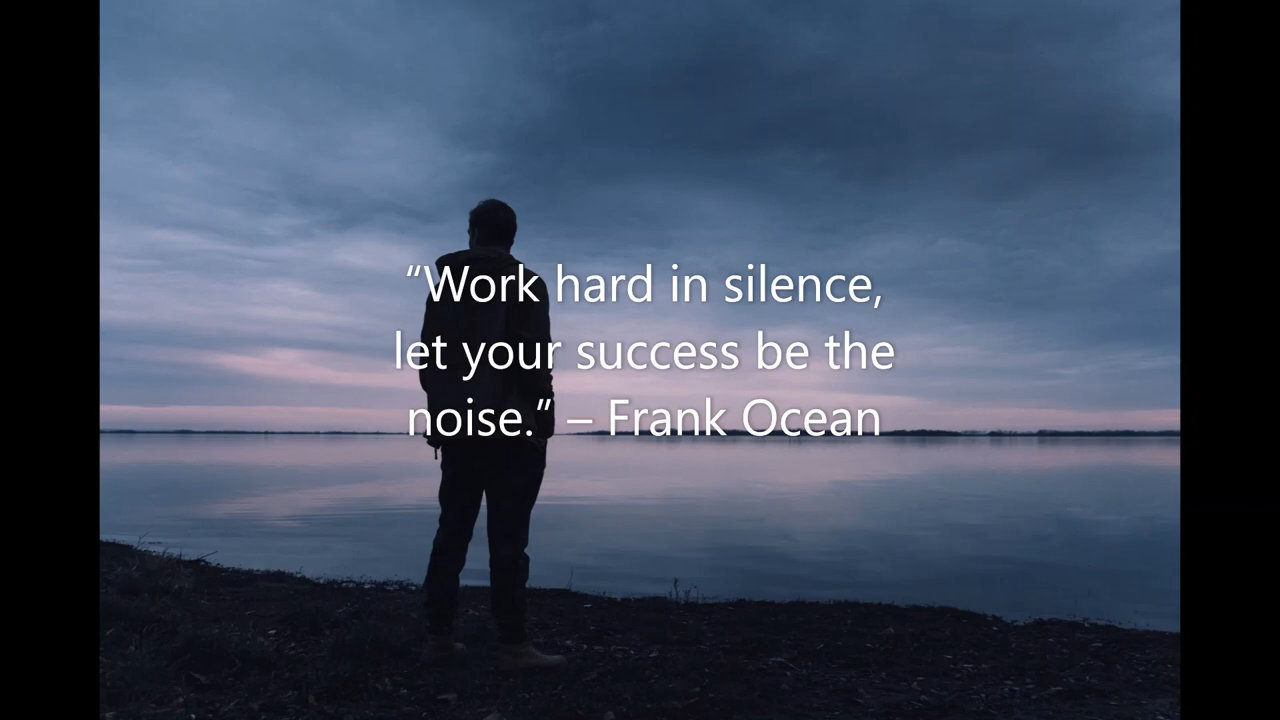 “Work hard in silence,
let your success be the
noise.” – Frank Ocean